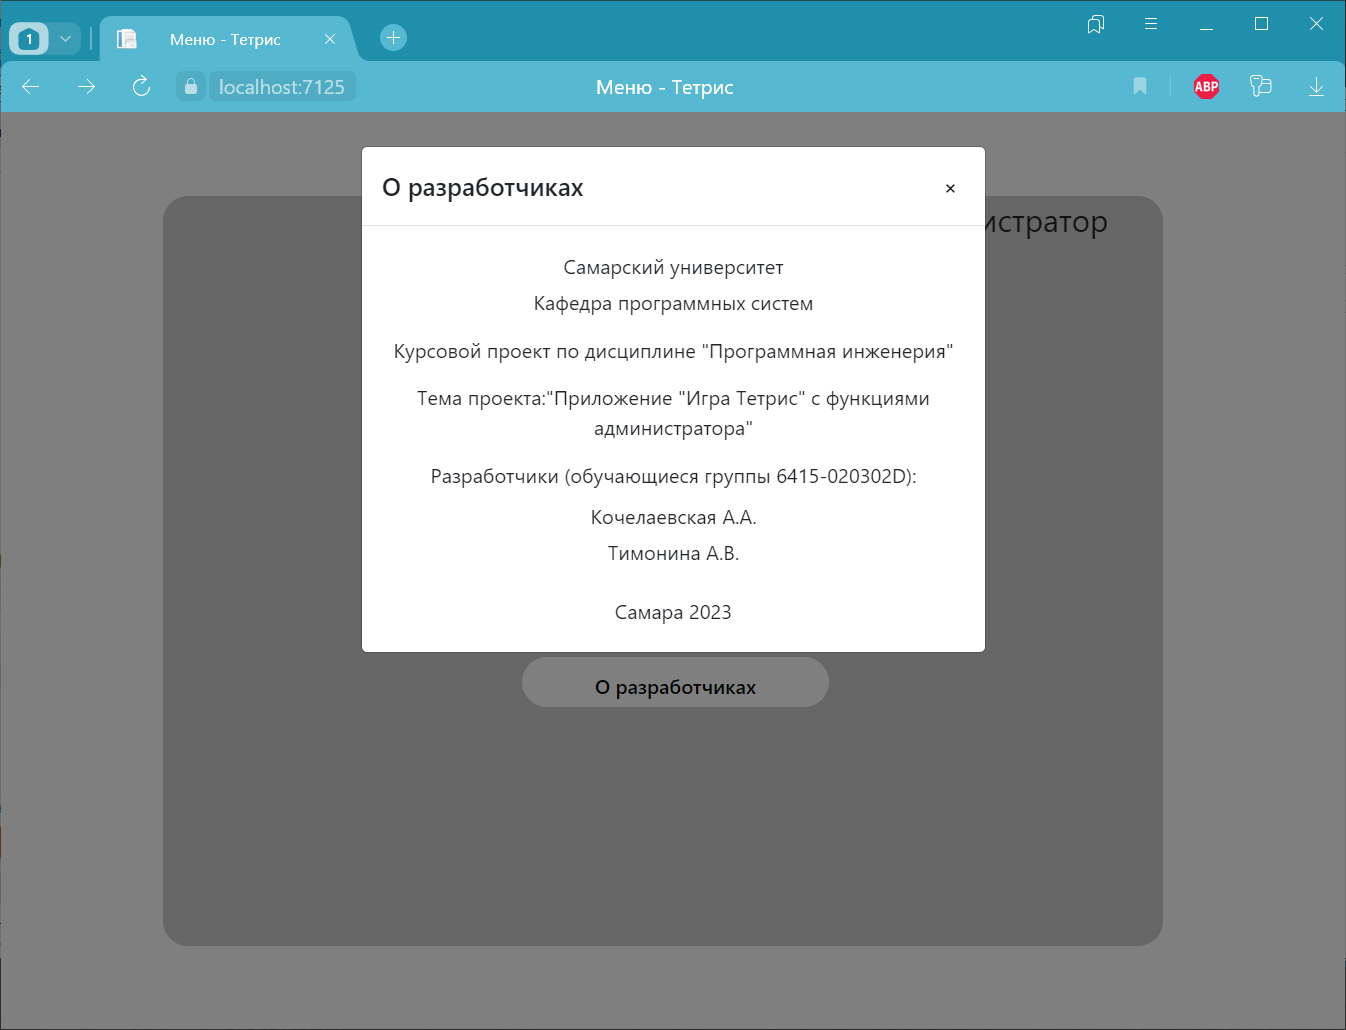 1
Меню - Тетрис
localhost:7125
Меню - Тетрис
ABP
О разработчиках
×
Самарский университет
Кафедра программных систем
Курсовой проект по дисциплине "Программная инженерия"
Тема проекта:"Приложение "Игра Тетрис" с функциями
администратора"
Разработчики (обучающиеся группы 6415-020302D):
Кочелаевская А.А.
Тимонина А.В.
Самара 2023
О разработчиках